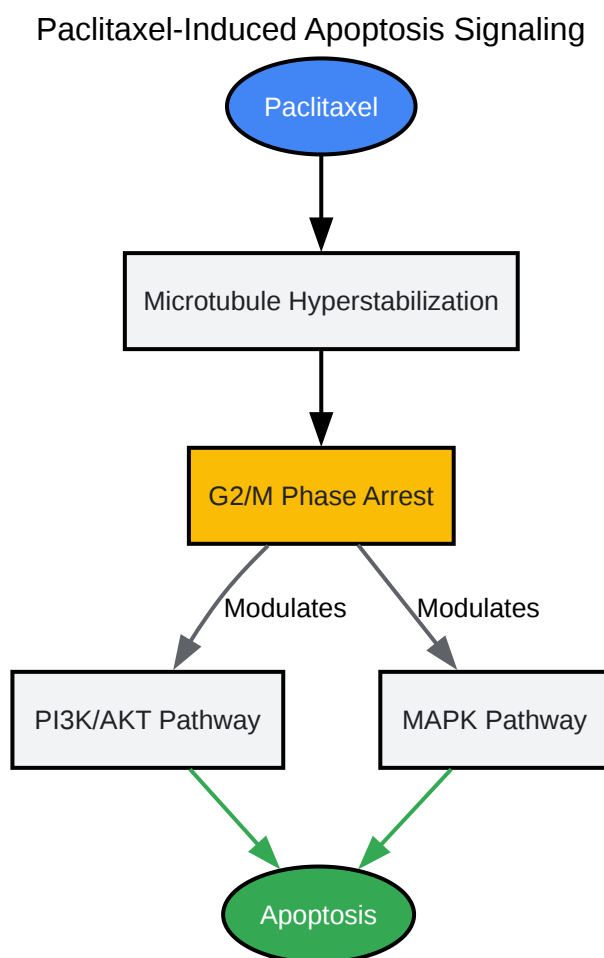 Paclitaxel-Induced Apoptosis Signaling
Paclitaxel
Microtubule Hyperstabilization
G2/M Phase Arrest
Modulates
Modulates
PI3K/AKT Pathway
MAPK Pathway
Apoptosis